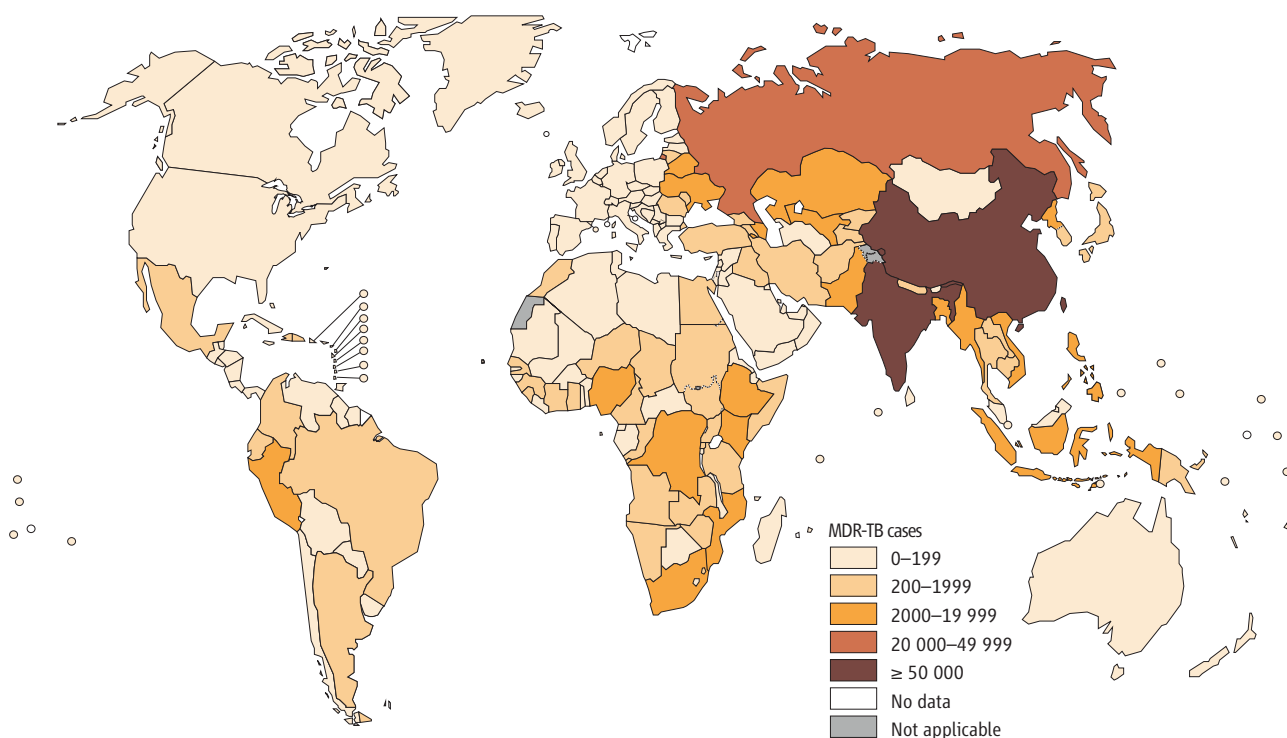 MDR-TB cases
0–199
200–1999
2000–19 999
20 000–49 999
≥ 50 000
No data
Not applicable